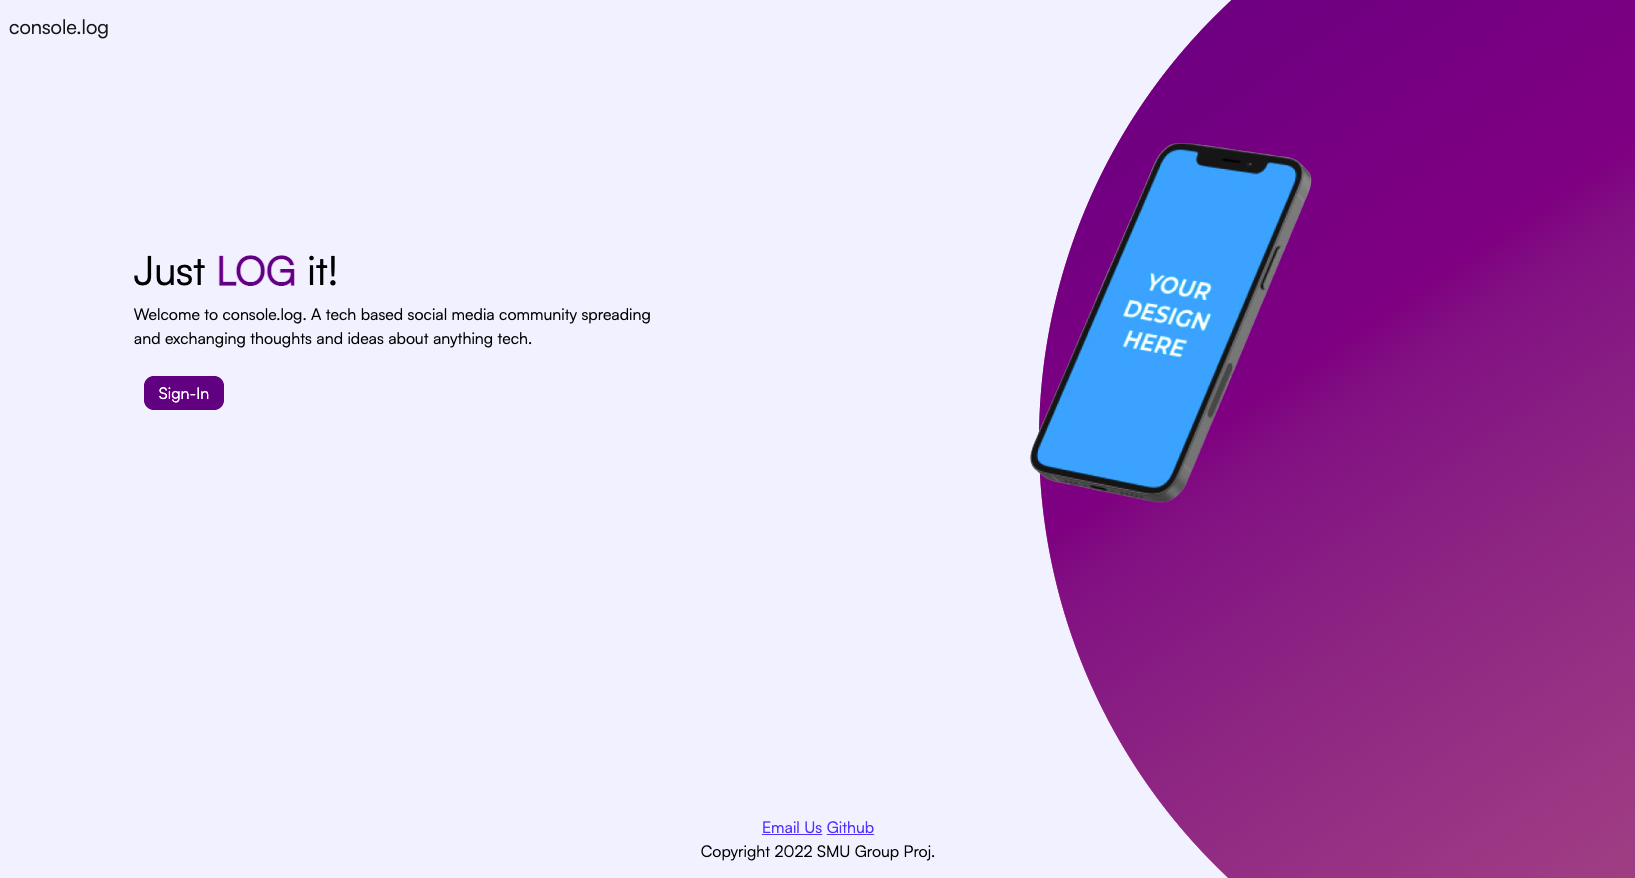 console.log
Just LOG it!
Welcome to console.log. A tech based social media community spreading
and exchanging thoughts and ideas about anything tech.
Sign-In
YOUR
DESIGN
HERE
Email Us Github
Copyright 2022 SMU Group Proj.